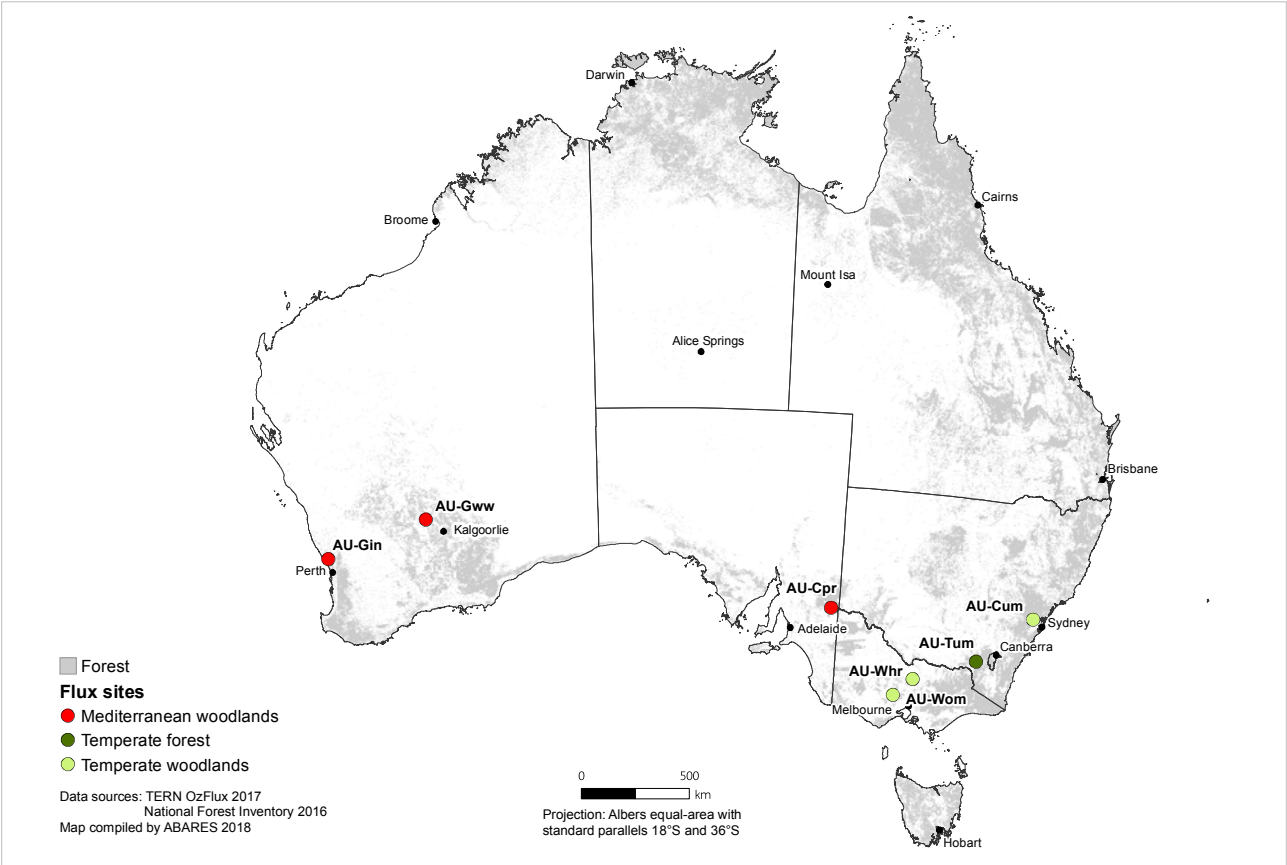 Darwin
Cairns
Broome
Mount Isa
Alice Springs
Brisbane
AU-Gww
Kalgoorlie
AU-Gin
Perth
AU-Cpr
AU-Cum
Sydney
Adelaide
AU-Tum
Canberra
AU-Whr
AU-Wom
Melbourne
Hobart
Forest
Flux sites
Mediterranean woodlands
Temperate forest
Temperate woodlands
Data sources: TERN OzFlux 2017
National Forest Inventory 2016
Map compiled by ABARES 2018
0 500
km
Projection: Albers equal-area with
standard parallels 18°S and 36°S